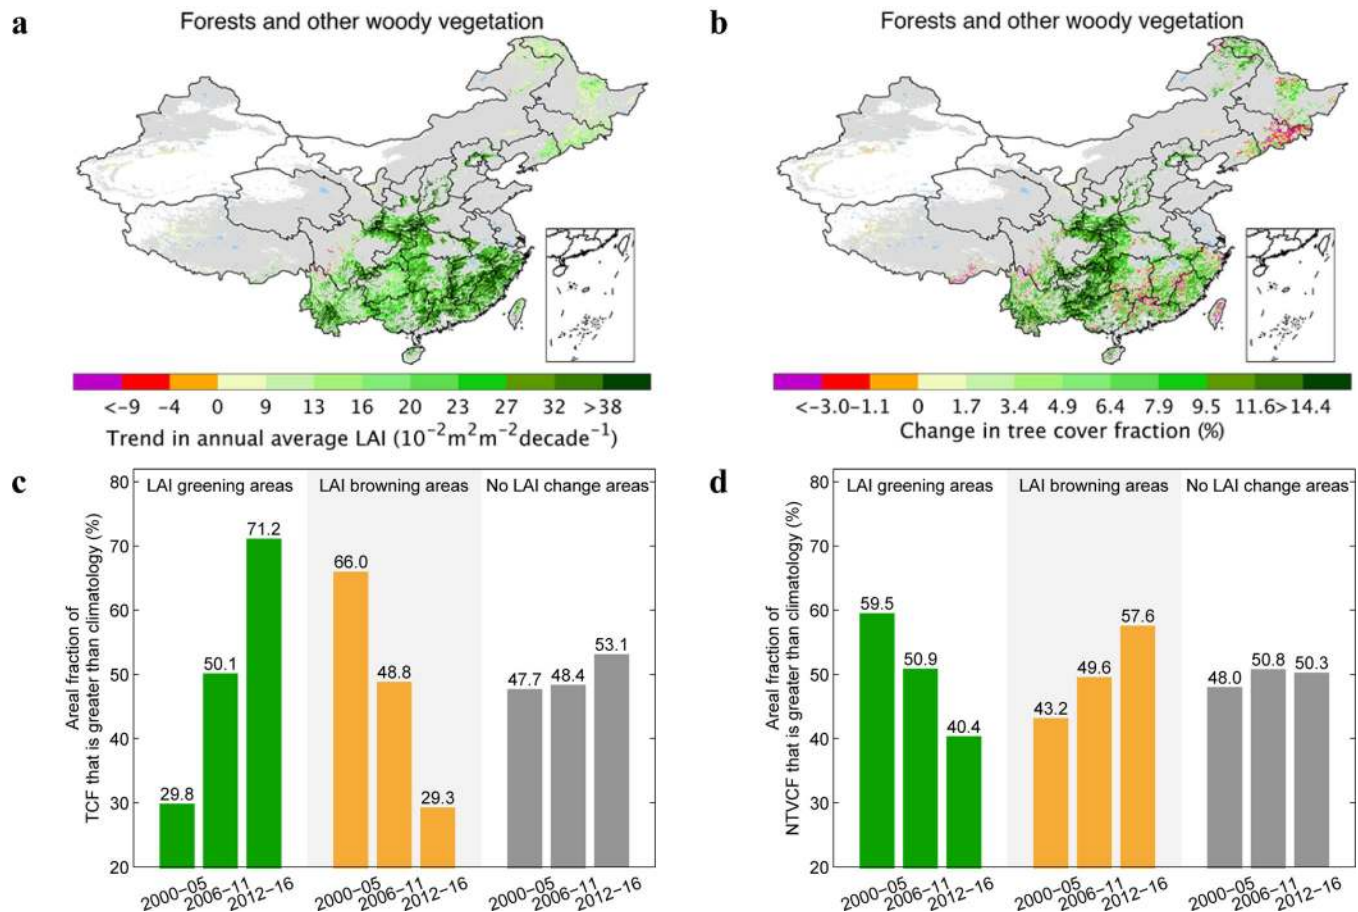 a
Forests and other woody vegetation
<-9 -4 0 9 13 16 20 23 27 32 >38
Trend in annual average LAI (10⁻²m²m⁻²decade⁻¹)
b
Forests and other woody vegetation
<-3.0 -1.1 0 1.7 3.4 4.9 6.4 7.9 9.5 11.6 >14.4
Change in tree cover fraction (%)
c
LAI greening areas
LAI browning areas
No LAI change areas
Areal fraction of
TCF that is greater than climatology (%)
80
70
60
50
40
30
20
29.8
50.1
71.2
66.0
48.8
29.3
47.7
48.4
53.1
2000-05
2006-11
2012-16
2000-05
2006-11
2012-16
2000-05
2006-11
2012-16
d
LAI greening areas
LAI browning areas
No LAI change areas
Areal fraction of
NTVCF that is greater than climatology (%)
80
70
60
50
40
30
20
59.5
50.9
40.4
43.2
49.6
57.6
48.0
50.8
50.3
2000-05
2006-11
2012-16
2000-05
2006-11
2012-16
2000-05
2006-11
2012-16